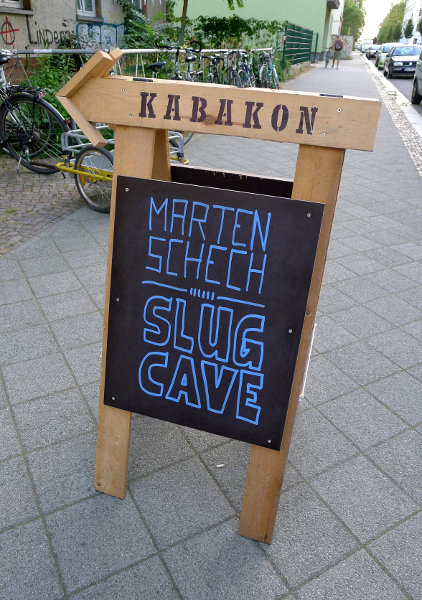 KABAKON
MARTEN
SCHECH
SLUG
CAVE